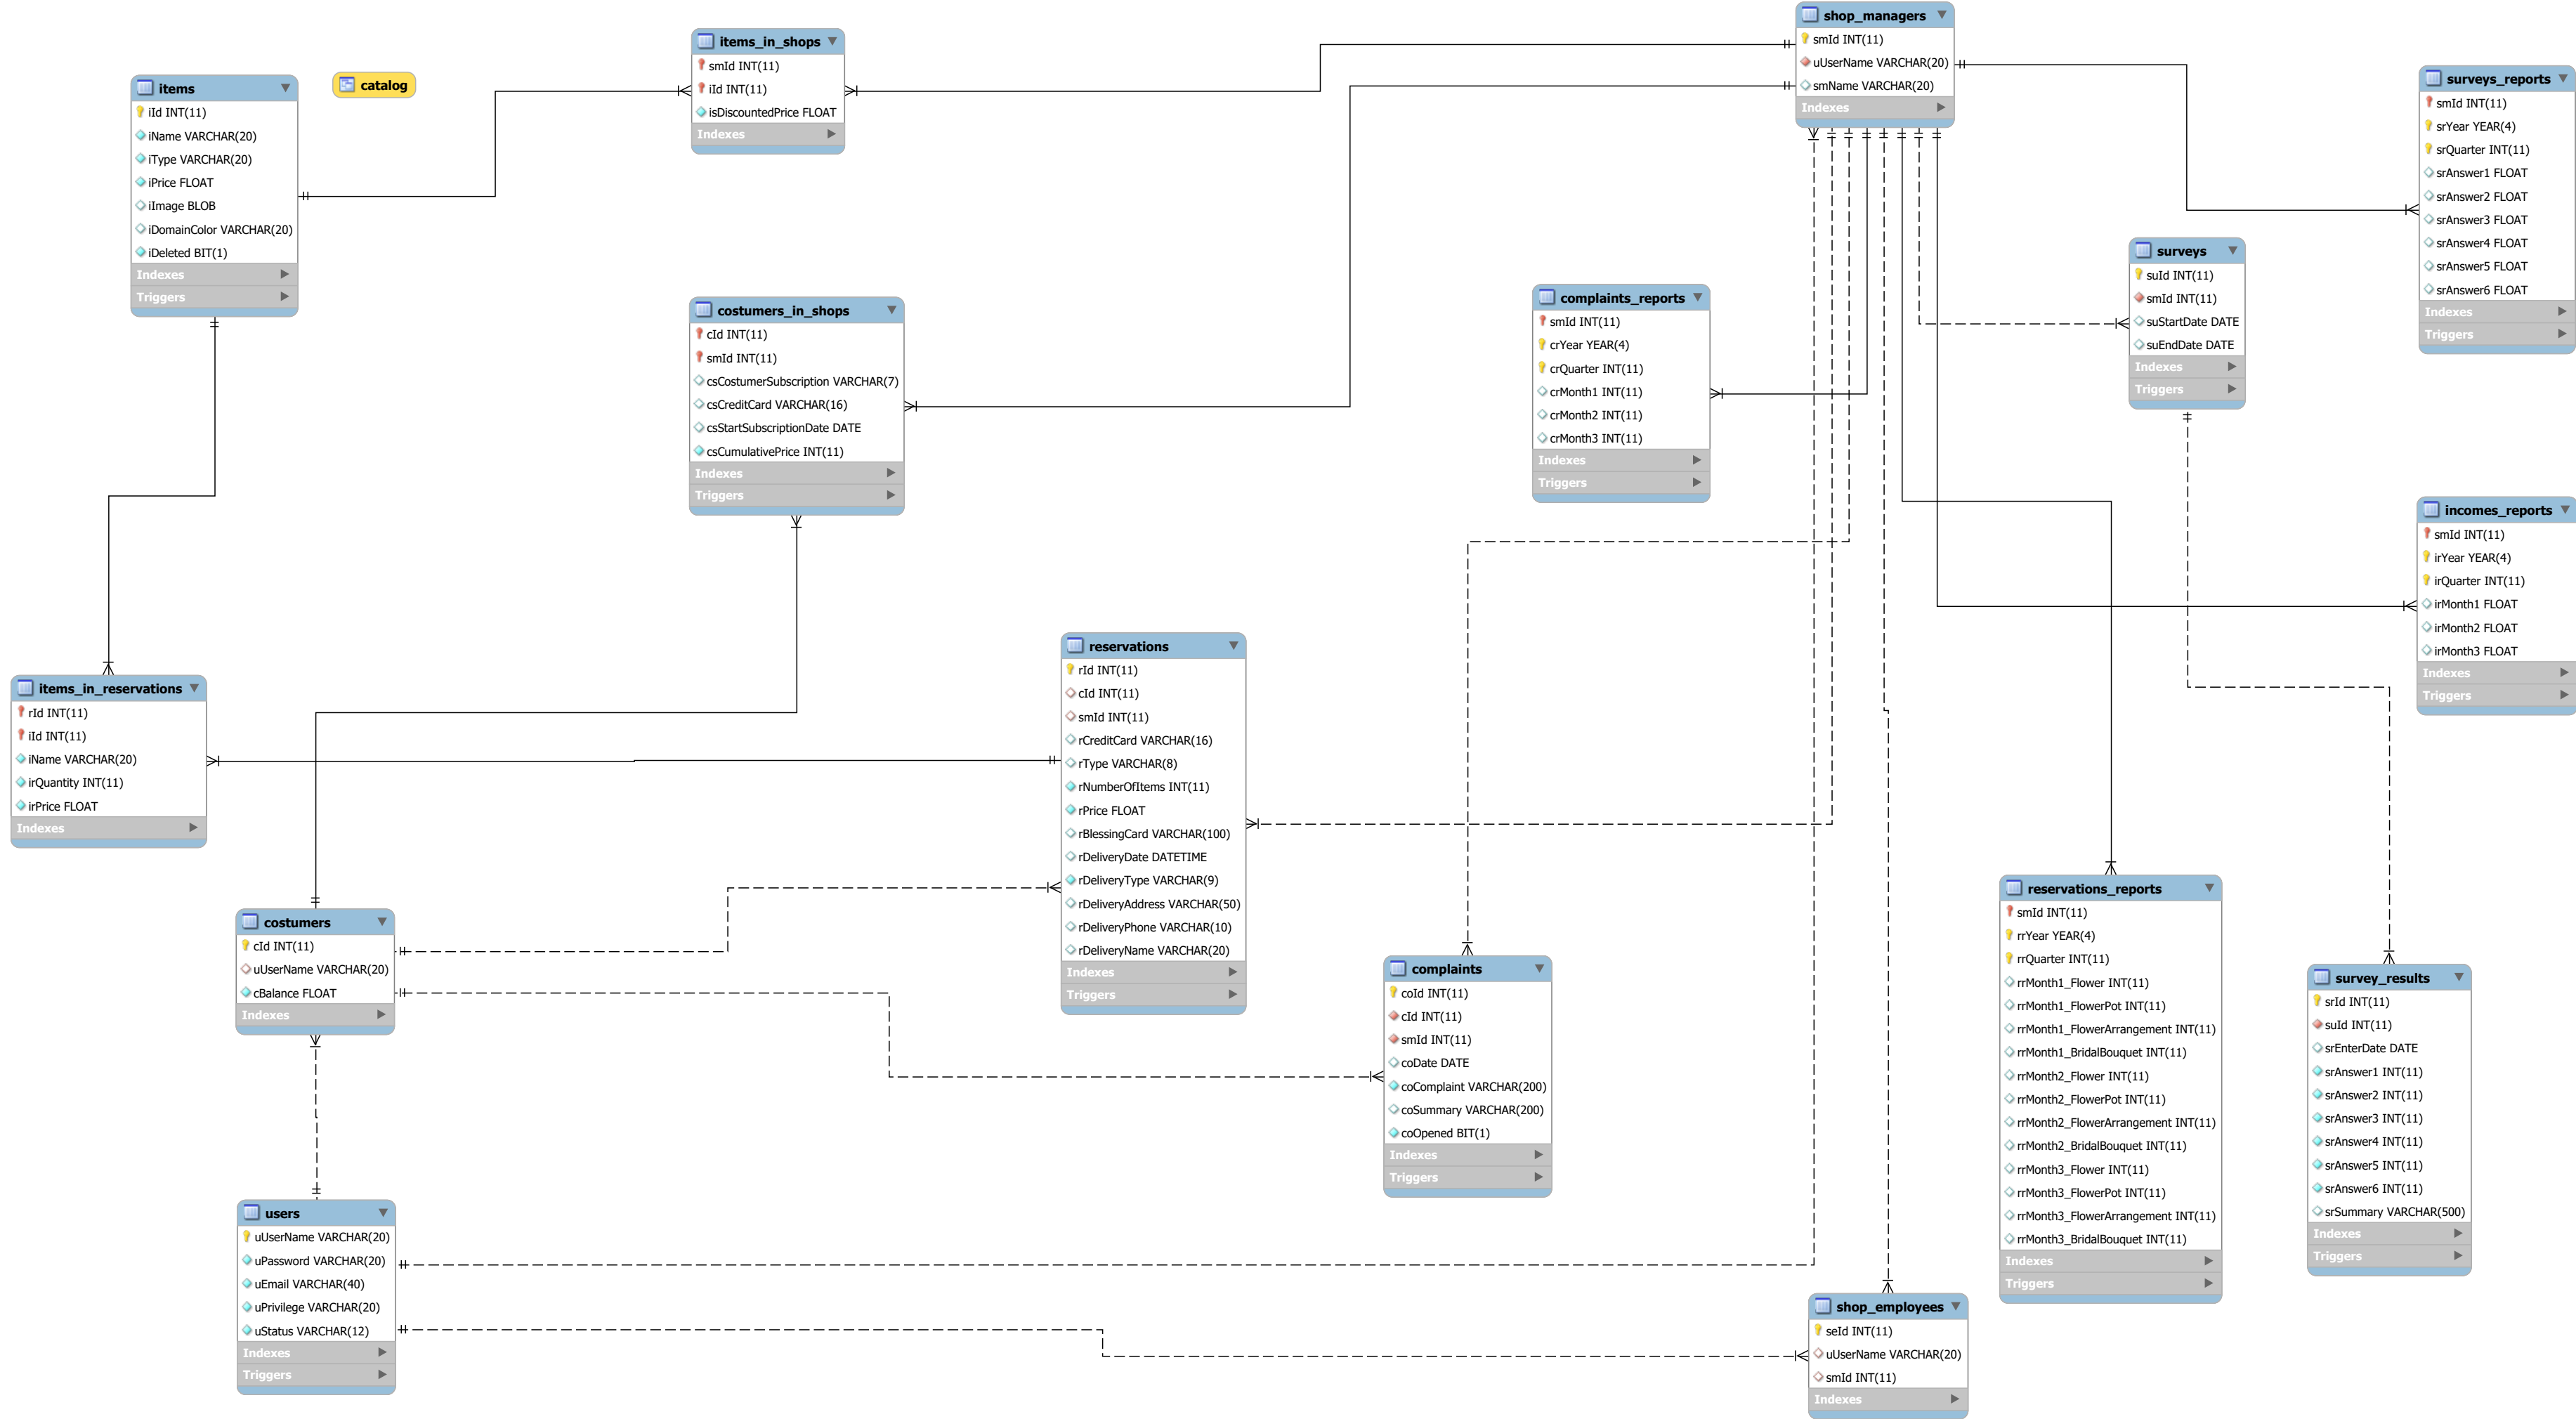 items
iId INT(11)
iName VARCHAR(20)
iType VARCHAR(20)
iPrice FLOAT
iImage BLOB
iDomainColor VARCHAR(20)
iDeleted BIT(1)
Indexes
Triggers
catalog
items_in_shops
smId INT(11)
iId INT(11)
isDiscountedPrice FLOAT
Indexes
shop_managers
smId INT(11)
uUserName VARCHAR(20)
smName VARCHAR(20)
Indexes
surveys_reports
smId INT(11)
srYear YEAR(4)
srQuarter INT(11)
srAnswer1 FLOAT
srAnswer2 FLOAT
srAnswer3 FLOAT
srAnswer4 FLOAT
srAnswer5 FLOAT
srAnswer6 FLOAT
Indexes
Triggers
surveys
suId INT(11)
smId INT(11)
suStartDate DATE
suEndDate DATE
Indexes
Triggers
costumers_in_shops
cId INT(11)
smId INT(11)
csCostumerSubscription VARCHAR(7)
csCreditCard VARCHAR(16)
csStartSubscriptionDate DATE
csCumulativePrice INT(11)
Indexes
Triggers
complaints_reports
smId INT(11)
crYear YEAR(4)
crQuarter INT(11)
crMonth1 INT(11)
crMonth2 INT(11)
crMonth3 INT(11)
Indexes
Triggers
incomes_reports
smId INT(11)
irYear YEAR(4)
irQuarter INT(11)
irMonth1 FLOAT
irMonth2 FLOAT
irMonth3 FLOAT
Indexes
Triggers
items_in_reservations
rId INT(11)
iId INT(11)
iName VARCHAR(20)
irQuantity INT(11)
irPrice FLOAT
Indexes
reservations
rId INT(11)
cId INT(11)
smId INT(11)
rCreditCard VARCHAR(16)
rType VARCHAR(8)
rNumberOfItems INT(11)
rPrice FLOAT
rBlessingCard VARCHAR(100)
rDeliveryDate DATETIME
rDeliveryType VARCHAR(9)
rDeliveryAddress VARCHAR(50)
rDeliveryPhone VARCHAR(10)
rDeliveryName VARCHAR(20)
Indexes
Triggers
costumers
cId INT(11)
uUserName VARCHAR(20)
cBalance FLOAT
Indexes
complaints
coId INT(11)
cId INT(11)
smId INT(11)
coDate DATE
coComplaint VARCHAR(200)
coSummary VARCHAR(200)
coOpened BIT(1)
Indexes
Triggers
reservations_reports
smId INT(11)
rrYear YEAR(4)
rrQuarter INT(11)
rrMonth1_Flower INT(11)
rrMonth1_FlowerPot INT(11)
rrMonth1_FlowerArrangement INT(11)
rrMonth1_BridalBouquet INT(11)
rrMonth2_Flower INT(11)
rrMonth2_FlowerPot INT(11)
rrMonth2_FlowerArrangement INT(11)
rrMonth2_BridalBouquet INT(11)
rrMonth3_Flower INT(11)
rrMonth3_FlowerPot INT(11)
rrMonth3_FlowerArrangement INT(11)
rrMonth3_BridalBouquet INT(11)
Indexes
Triggers
survey_results
srId INT(11)
suId INT(11)
srEnterDate DATE
srAnswer1 INT(11)
srAnswer2 INT(11)
srAnswer3 INT(11)
srAnswer4 INT(11)
srAnswer5 INT(11)
srAnswer6 INT(11)
srSummary VARCHAR(500)
Indexes
Triggers
users
uUserName VARCHAR(20)
uPassword VARCHAR(20)
uEmail VARCHAR(40)
uPrivilege VARCHAR(20)
uStatus VARCHAR(12)
Indexes
Triggers
shop_employees
seId INT(11)
uUserName VARCHAR(20)
smId INT(11)
Indexes